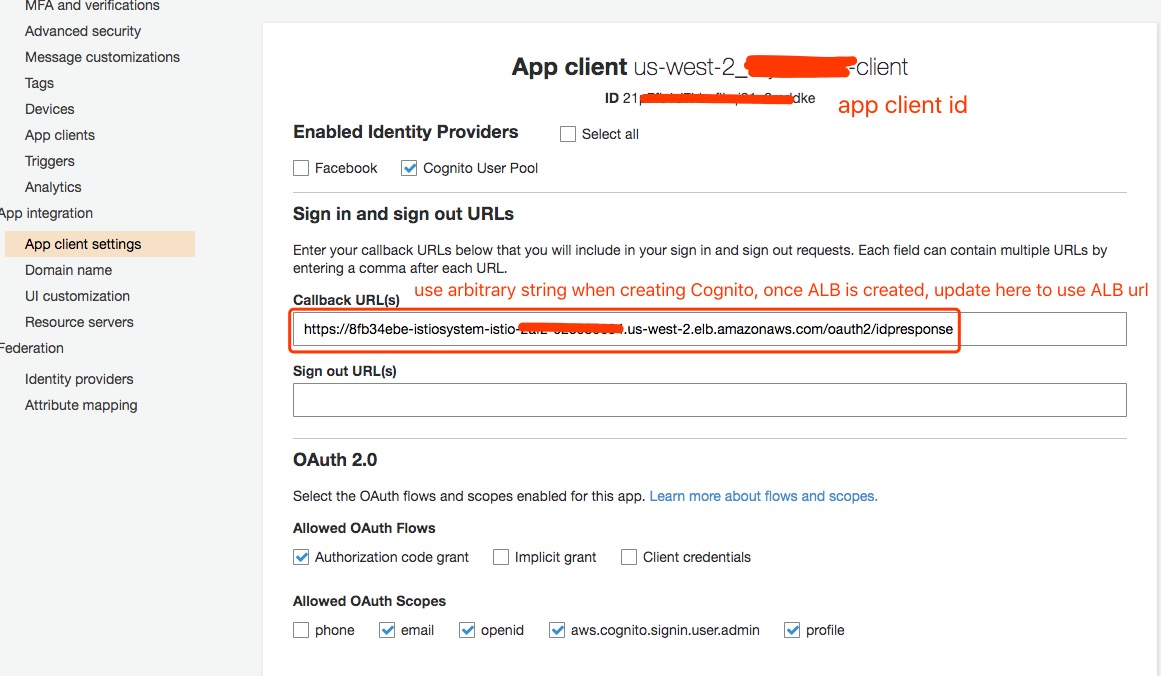 MFA and verifications
Advanced security
Message customizations
Tags
Devices
App clients
Triggers
Analytics
App integration
App client settings
Domain name
UI customization
Resource servers
Federation
Identity providers
Attribute mapping
App client us-west-2_ -client
ID 21 dke
app client id
Enabled Identity Providers
Select all
Facebook
Cognito User Pool
Sign in and sign out URLs
Enter your callback URLs below that you will include in your sign in and sign out requests. Each field can contain multiple URLs by
entering a comma after each URL.
use arbitrary string when creating Cognito, once ALB is created, update here to use ALB url
Callback URL(s)
https://8fb34ebe-istiosystem-istio- .us-west-2.elb.amazonaws.com/oauth2/idpresponse
Sign out URL(s)
OAuth 2.0
Select the OAuth flows and scopes enabled for this app. Learn more about flows and scopes.
Allowed OAuth Flows
Authorization code grant
Implicit grant
Client credentials
Allowed OAuth Scopes
phone
email
openid
aws.cognito.signin.user.admin
profile